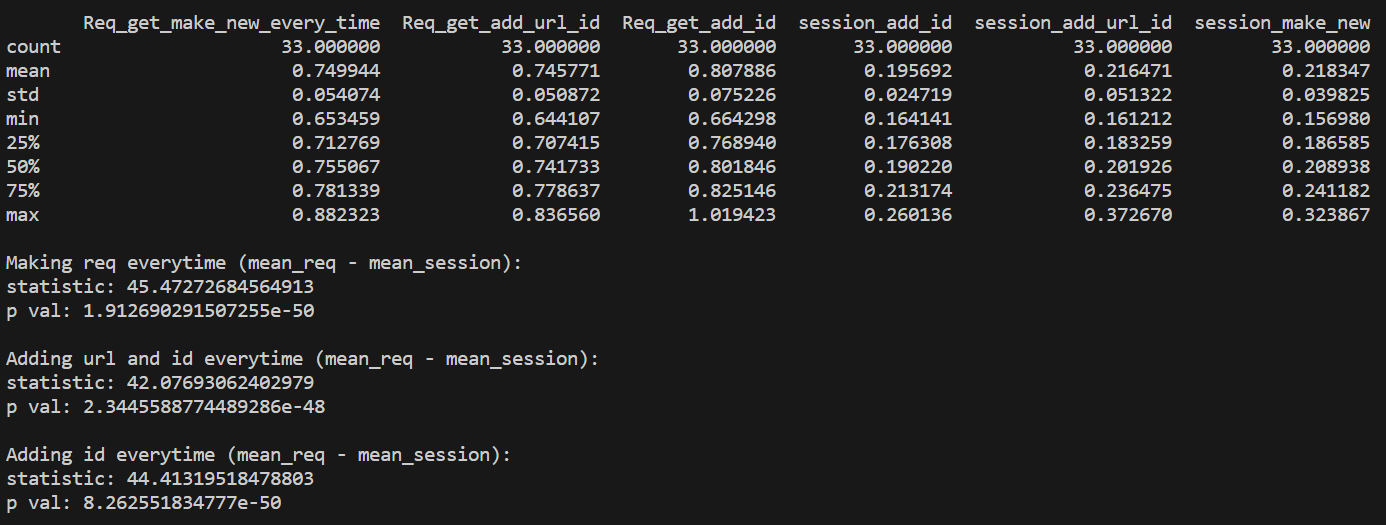 Req_get_make_new_every_time Req_get_add_url_id Req_get_add_id session_add_id session_add_url_id session_make_new
count 33.000000 33.000000 33.000000 33.000000 33.000000 33.000000
mean 0.749944 0.745771 0.807886 0.195692 0.216471 0.218347
std 0.054074 0.050872 0.075226 0.024719 0.051322 0.039825
min 0.653459 0.644107 0.664298 0.164141 0.161212 0.156980
25% 0.712769 0.707415 0.768940 0.176308 0.183259 0.186585
50% 0.755067 0.741733 0.801846 0.190220 0.201926 0.208938
75% 0.781339 0.778637 0.825146 0.213174 0.236475 0.241182
max 0.882323 0.836560 1.019423 0.260136 0.372670 0.323867
Making req everytime (mean_req - mean_session):
statistic: 45.47272684564913
p val: 1.912690291507255e-50
Adding url and id everytime (mean_req - mean_session):
statistic: 42.07693062402979
p val: 2.3445588774489286e-48
Adding id everytime (mean_req - mean_session):
statistic: 44.41319518478803
p val: 8.262551834777e-50